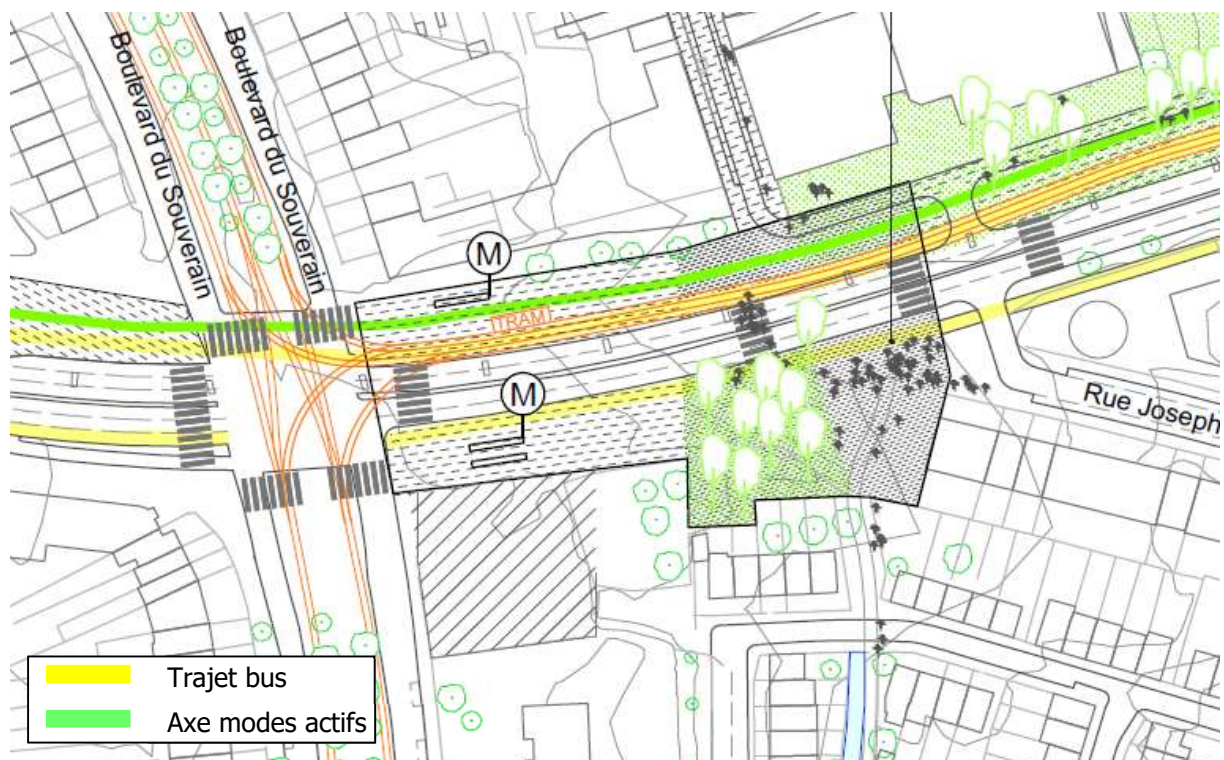 Boulevard du Souverain
Boulevard du Souverain
M
TRAM
M
Rue Joseph
Trajet bus
Axe modes actifs